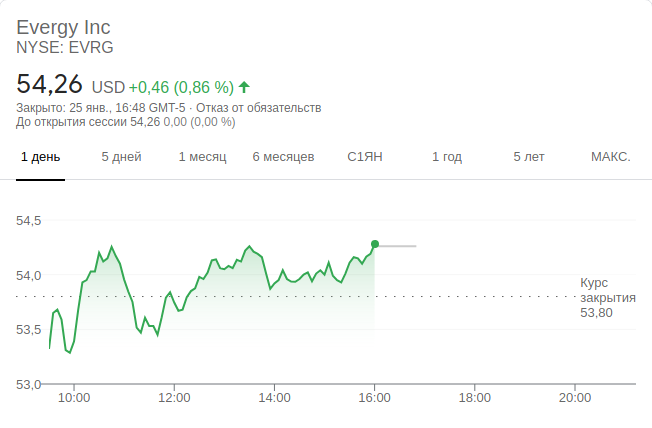 Evergy Inc
NYSE: EVRG
54,26 USD +0,46 (0,86 %)
Закрыто: 25 янв., 16:48 GMT-5 · Отказ от обязательств
До открытия сессии 54,26 0,00 (0,00 %)
1 день 5 дней 1 месяц 6 месяцев С1ЯН 1 год 5 лет МАКС.
54,5
54,0
Курс
закрытия
53,80
53,5
53,0
10:00 12:00 14:00 16:00 18:00 20:00